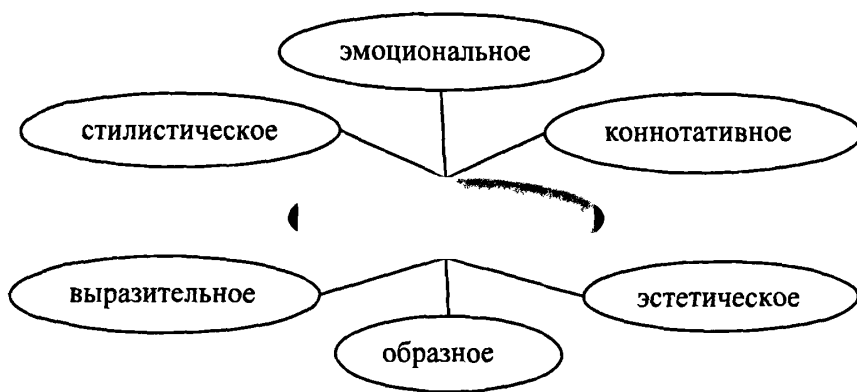 эмоциональное
стилистическое
коннотативное
выразительное
эстетическое
образное